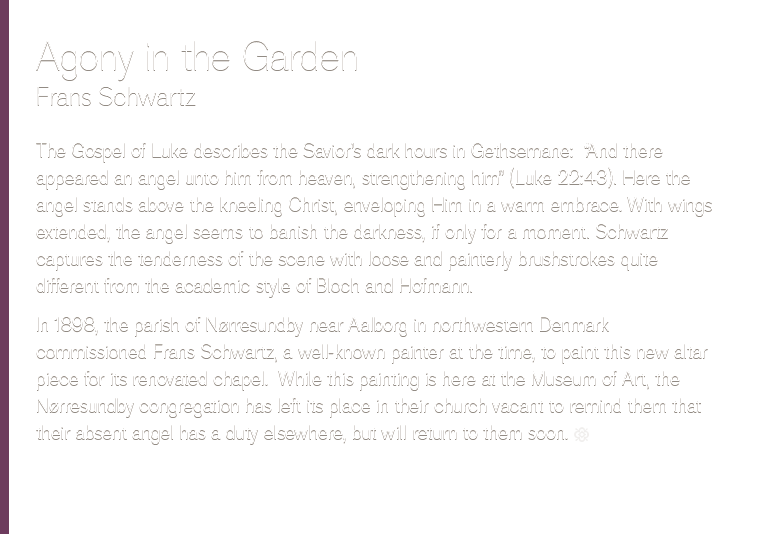 Agony in the Garden
Frans Schwartz
The Gospel of Luke describes the Savior's dark hours in Gethsemane:  "And there
appeared an angel unto him from heaven, strengthening him" (Luke 22:43). Here the
angel stands above the kneeling Christ, enveloping Him in a warm embrace. With wings
extended, the angel seems to banish the darkness, if only for a moment. Schwartz
captures the tenderness of the scene with loose and painterly brushstrokes quite
different from the academic style of Bloch and Hofmann.
In 1898, the parish of Nørresundby near Aalborg in northwestern Denmark
commissioned Frans Schwartz, a well-known painter at the time, to paint this new altar
piece for its renovated chapel.  While this painting is here at the Museum of Art, the
Nørresundby congregation has left its place in their church vacant to remind them that
their absent angel has a duty elsewhere, but will return to them soon.